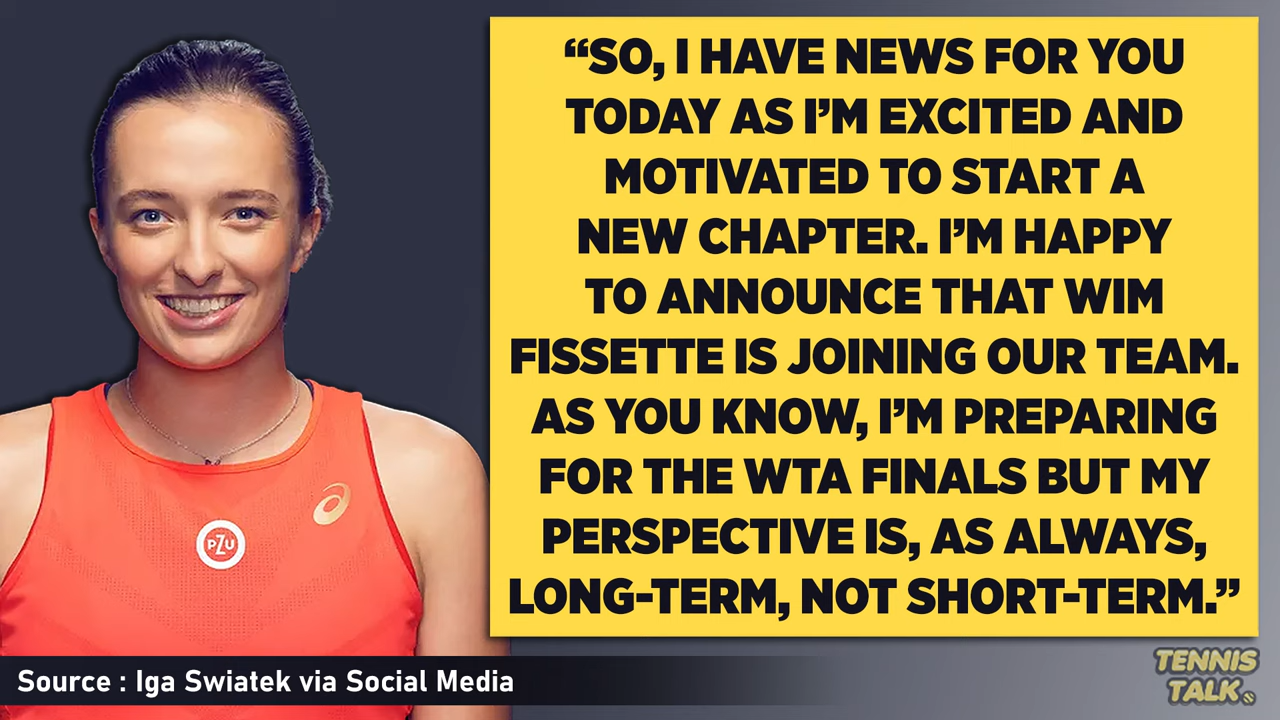 “SO, I HAVE NEWS FOR YOU
TODAY AS I’M EXCITED AND
MOTIVATED TO START A
NEW CHAPTER. I’M HAPPY
TO ANNOUNCE THAT WIM
FISSETTE IS JOINING OUR TEAM.
AS YOU KNOW, I’M PREPARING
FOR THE WTA FINALS BUT MY
PERSPECTIVE IS, AS ALWAYS,
LONG-TERM, NOT SHORT-TERM.”
PZU
Source : Iga Swiatek via Social Media
TENNIS
TALK